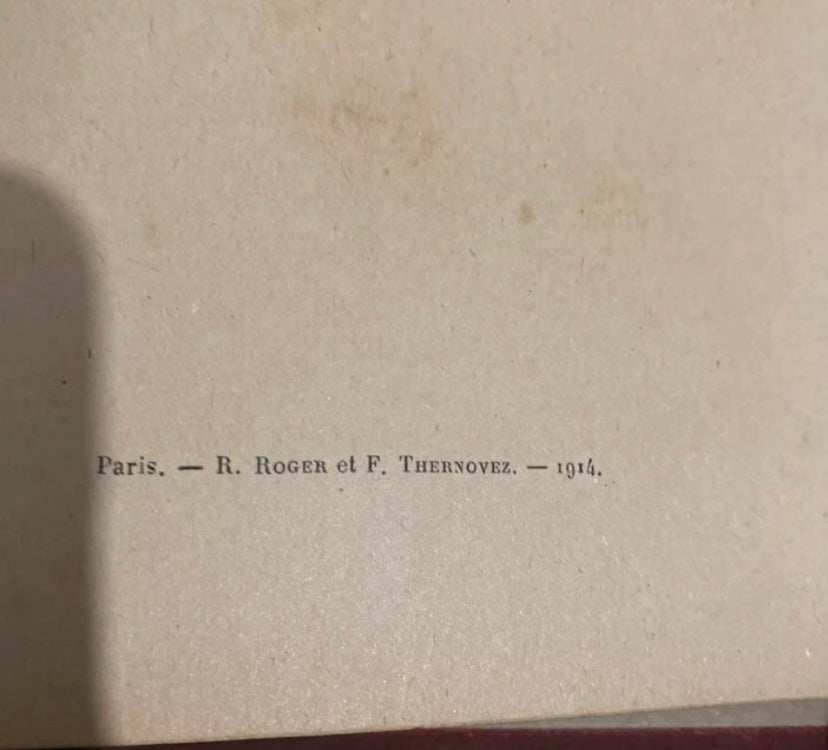 Paris. — R. ROGER et F. THERNOVEZ. — 1914.